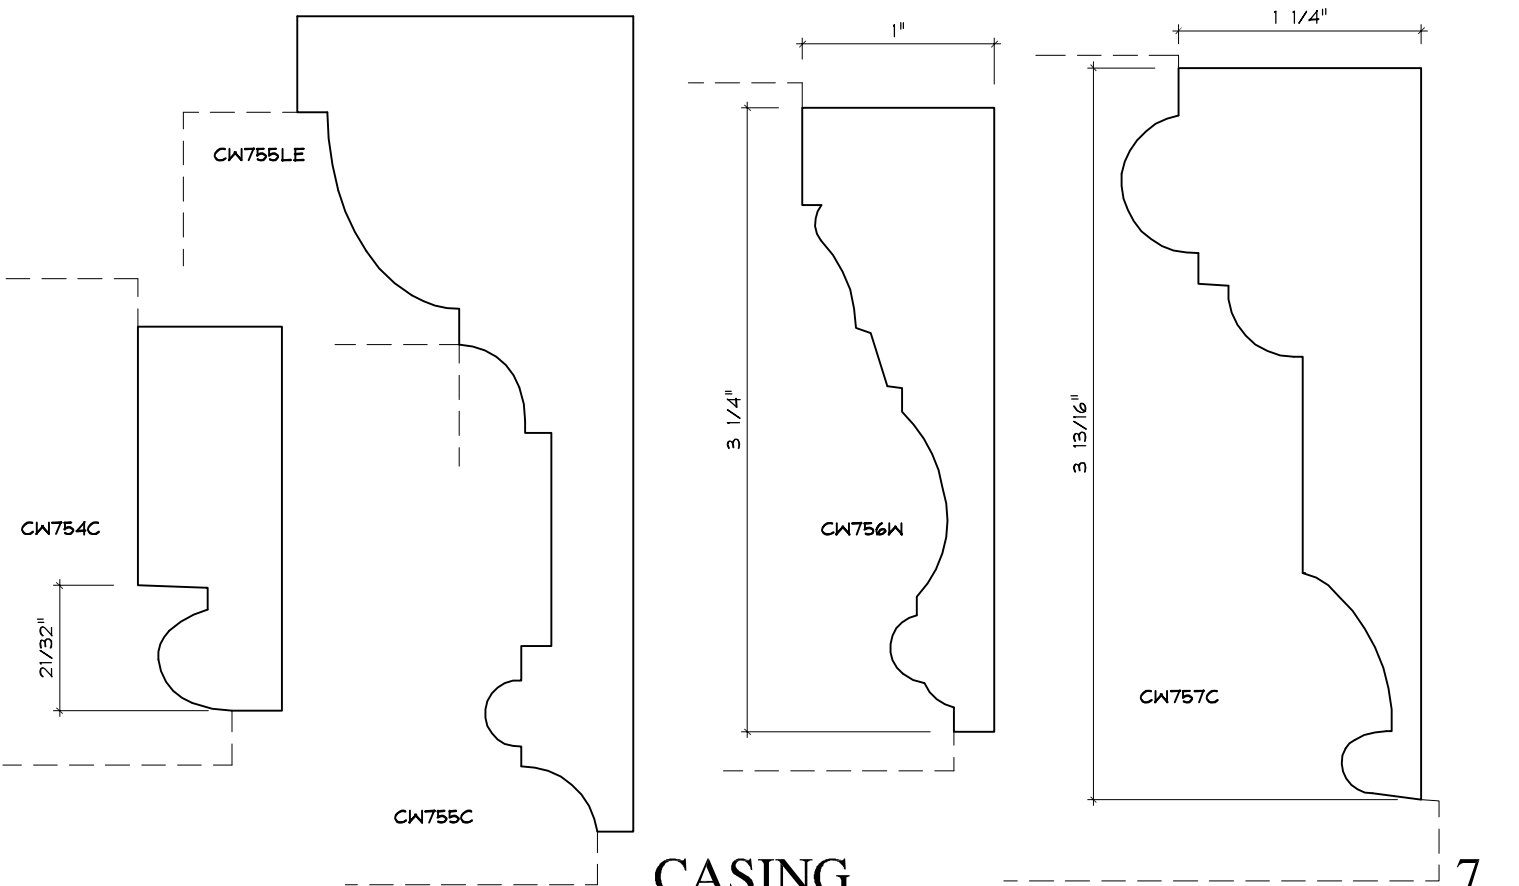 1"
1 1/4"
CW755LE
3 1/4"
3 13/16"
CW754C
CW756W
21/32"
CW757C
CW755C
CASING
7